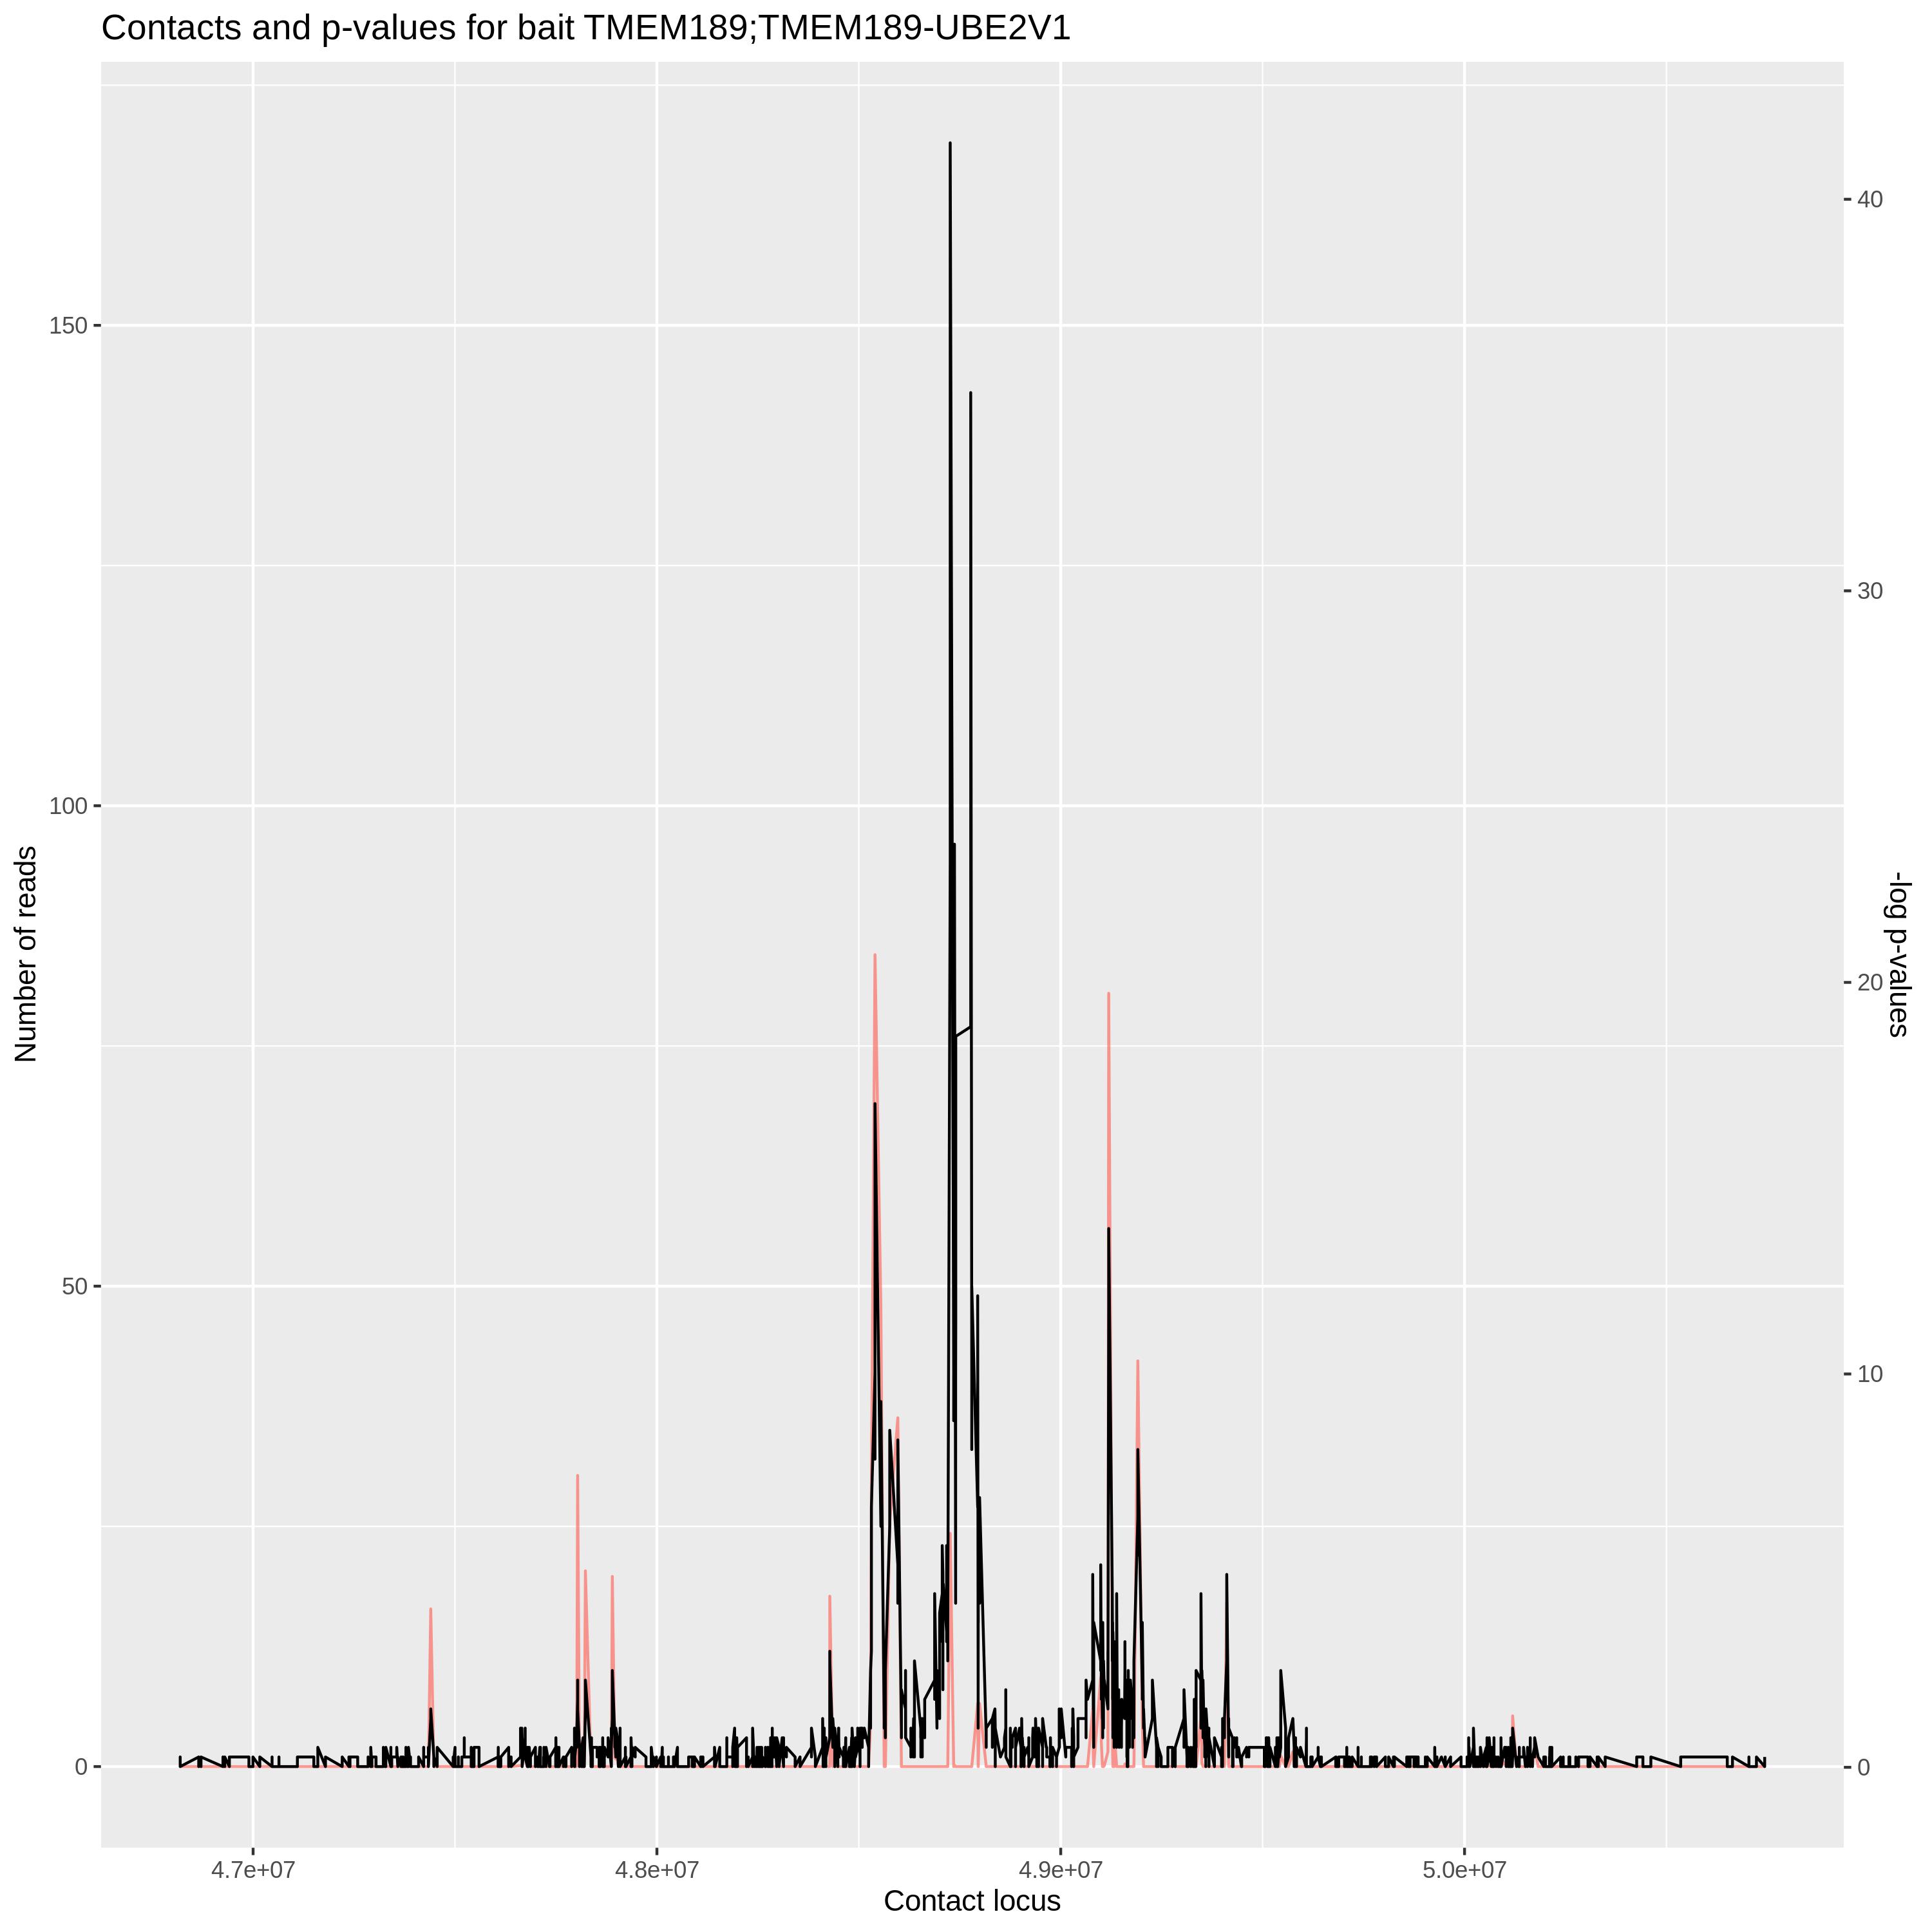 Contacts and p-values for bait TMEM189;TMEM189-UBE2V1
Number of reads
150
100
50
0
40
30
20
10
0
-log p-values
4.7e+07
4.8e+07
4.9e+07
5.0e+07
Contact locus